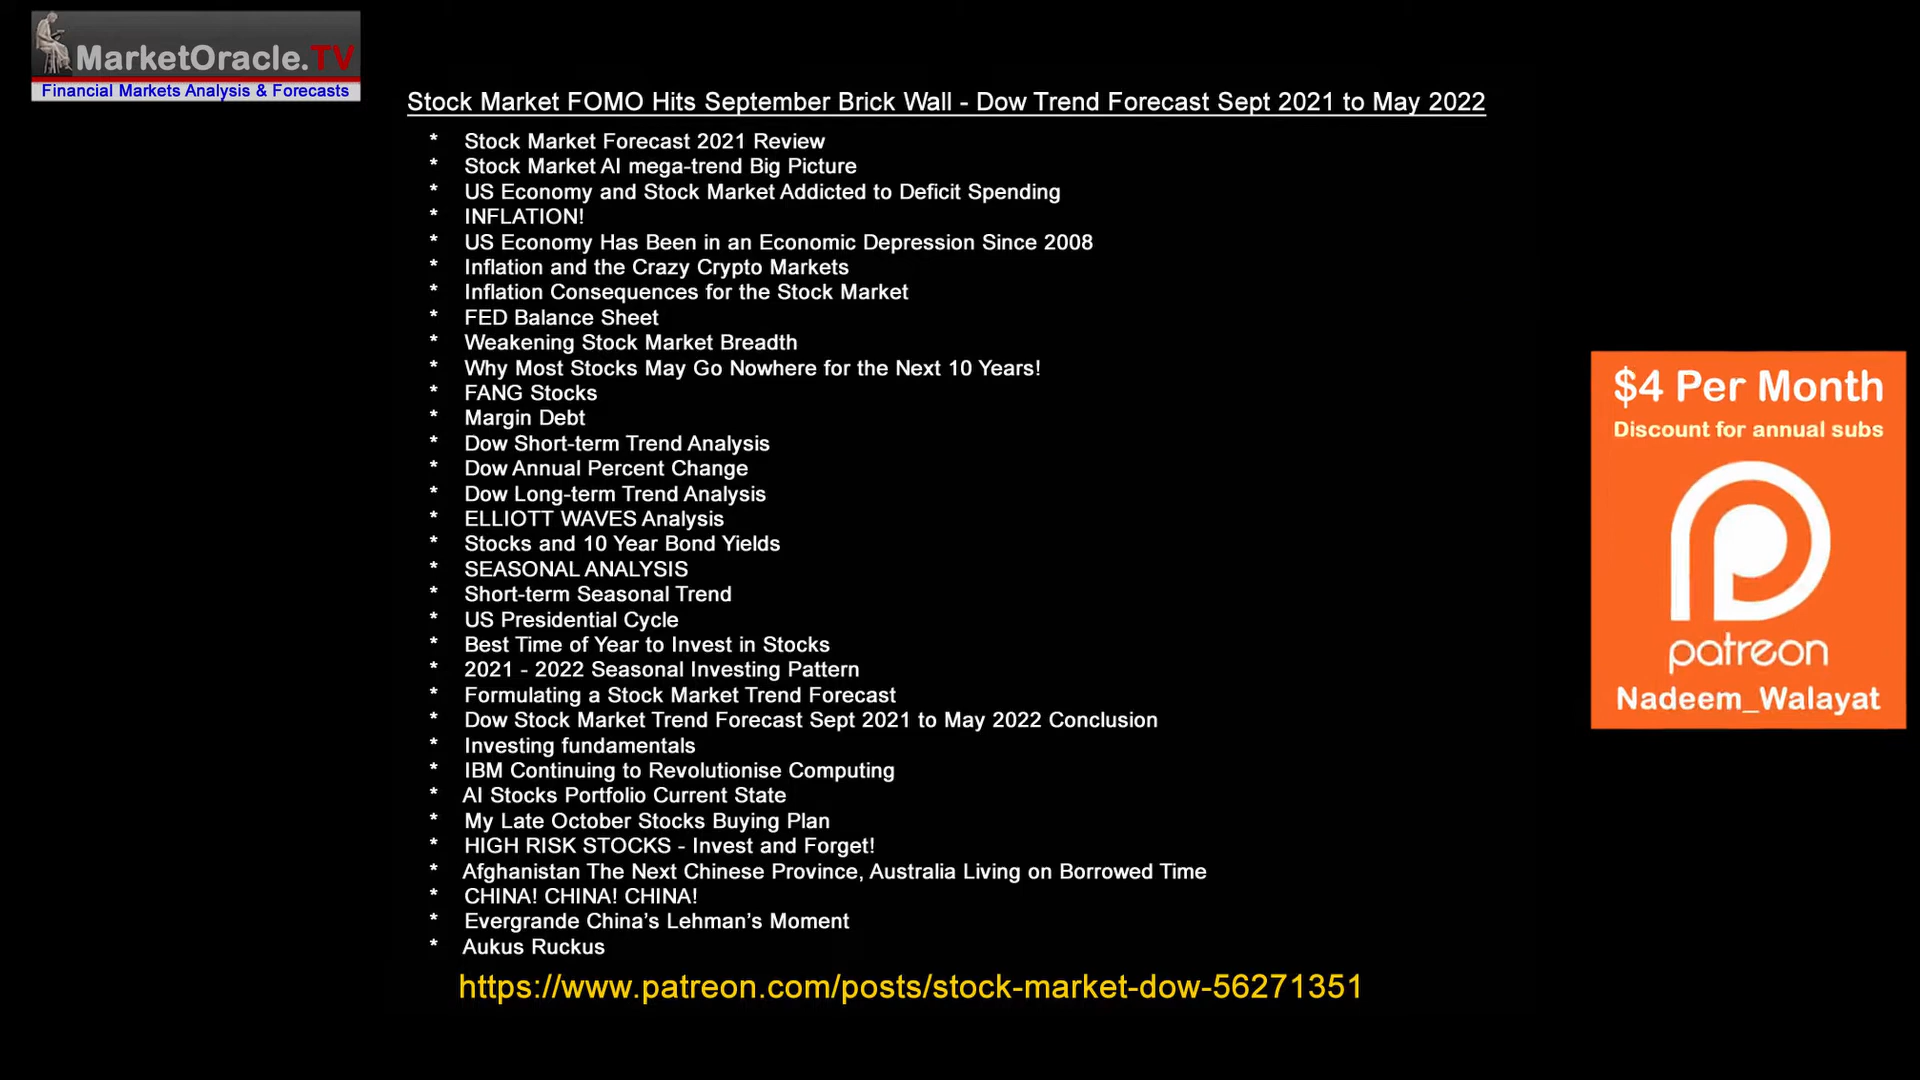 MarketOracle.TV
Financial Markets Analysis & Forecasts
Stock Market FOMO Hits September Brick Wall - Dow Trend Forecast Sept 2021 to May 2022
* Stock Market Forecast 2021 Review
* Stock Market AI mega-trend Big Picture
* US Economy and Stock Market Addicted to Deficit Spending
* INFLATION!
* US Economy Has Been in an Economic Depression Since 2008
* Inflation and the Crazy Crypto Markets
* Inflation Consequences for the Stock Market
* FED Balance Sheet
* Weakening Stock Market Breadth
* Why Most Stocks May Go Nowhere for the Next 10 Years!
* FANG Stocks
* Margin Debt
* Dow Short-term Trend Analysis
* Dow Annual Percent Change
* Dow Long-term Trend Analysis
* ELLIOTT WAVES Analysis
* Stocks and 10 Year Bond Yields
* SEASONAL ANALYSIS
* Short-term Seasonal Trend
* US Presidential Cycle
* Best Time of Year to Invest in Stocks
* 2021 - 2022 Seasonal Investing Pattern
* Formulating a Stock Market Trend Forecast
* Dow Stock Market Trend Forecast Sept 2021 to May 2022 Conclusion
* Investing fundamentals
* IBM Continuing to Revolutionise Computing
* AI Stocks Portfolio Current State
* My Late October Stocks Buying Plan
* HIGH RISK STOCKS - Invest and Forget!
* Afghanistan The Next Chinese Province, Australia Living on Borrowed Time
* CHINA! CHINA! CHINA!
* Evergrande China's Lehman's Moment
* Aukus Ruckus
https://www.patreon.com/posts/stock-market-dow-56271351
$4 Per Month
Discount for annual subs
patreon
Nadeem_Walayat